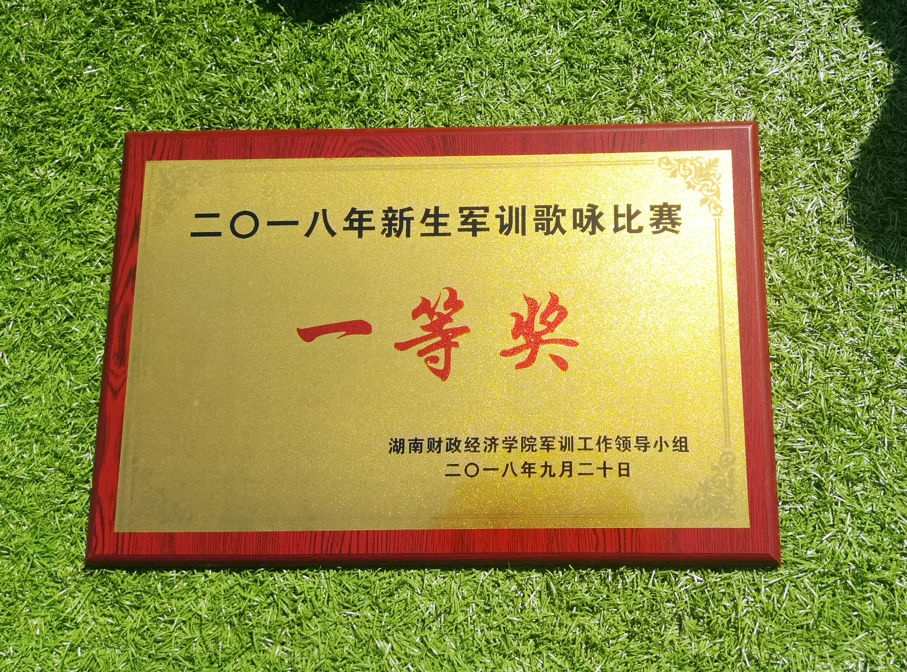 二〇一八年新生军训歌咏比赛
一等奖
湖南财政经济学院军训工作领导小组
二〇一八年九月二十日